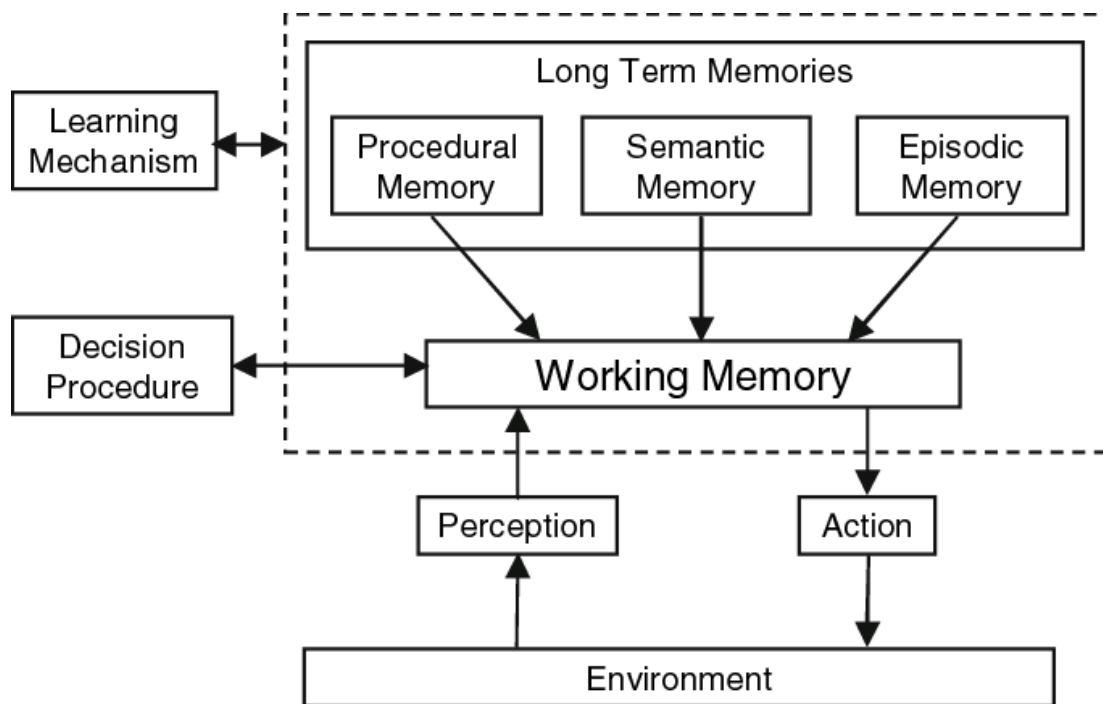 Long Term Memories
Learning
Mechanism
Procedural
Memory
Semantic
Memory
Episodic
Memory
Decision
Procedure
Working Memory
Perception
Action
Environment